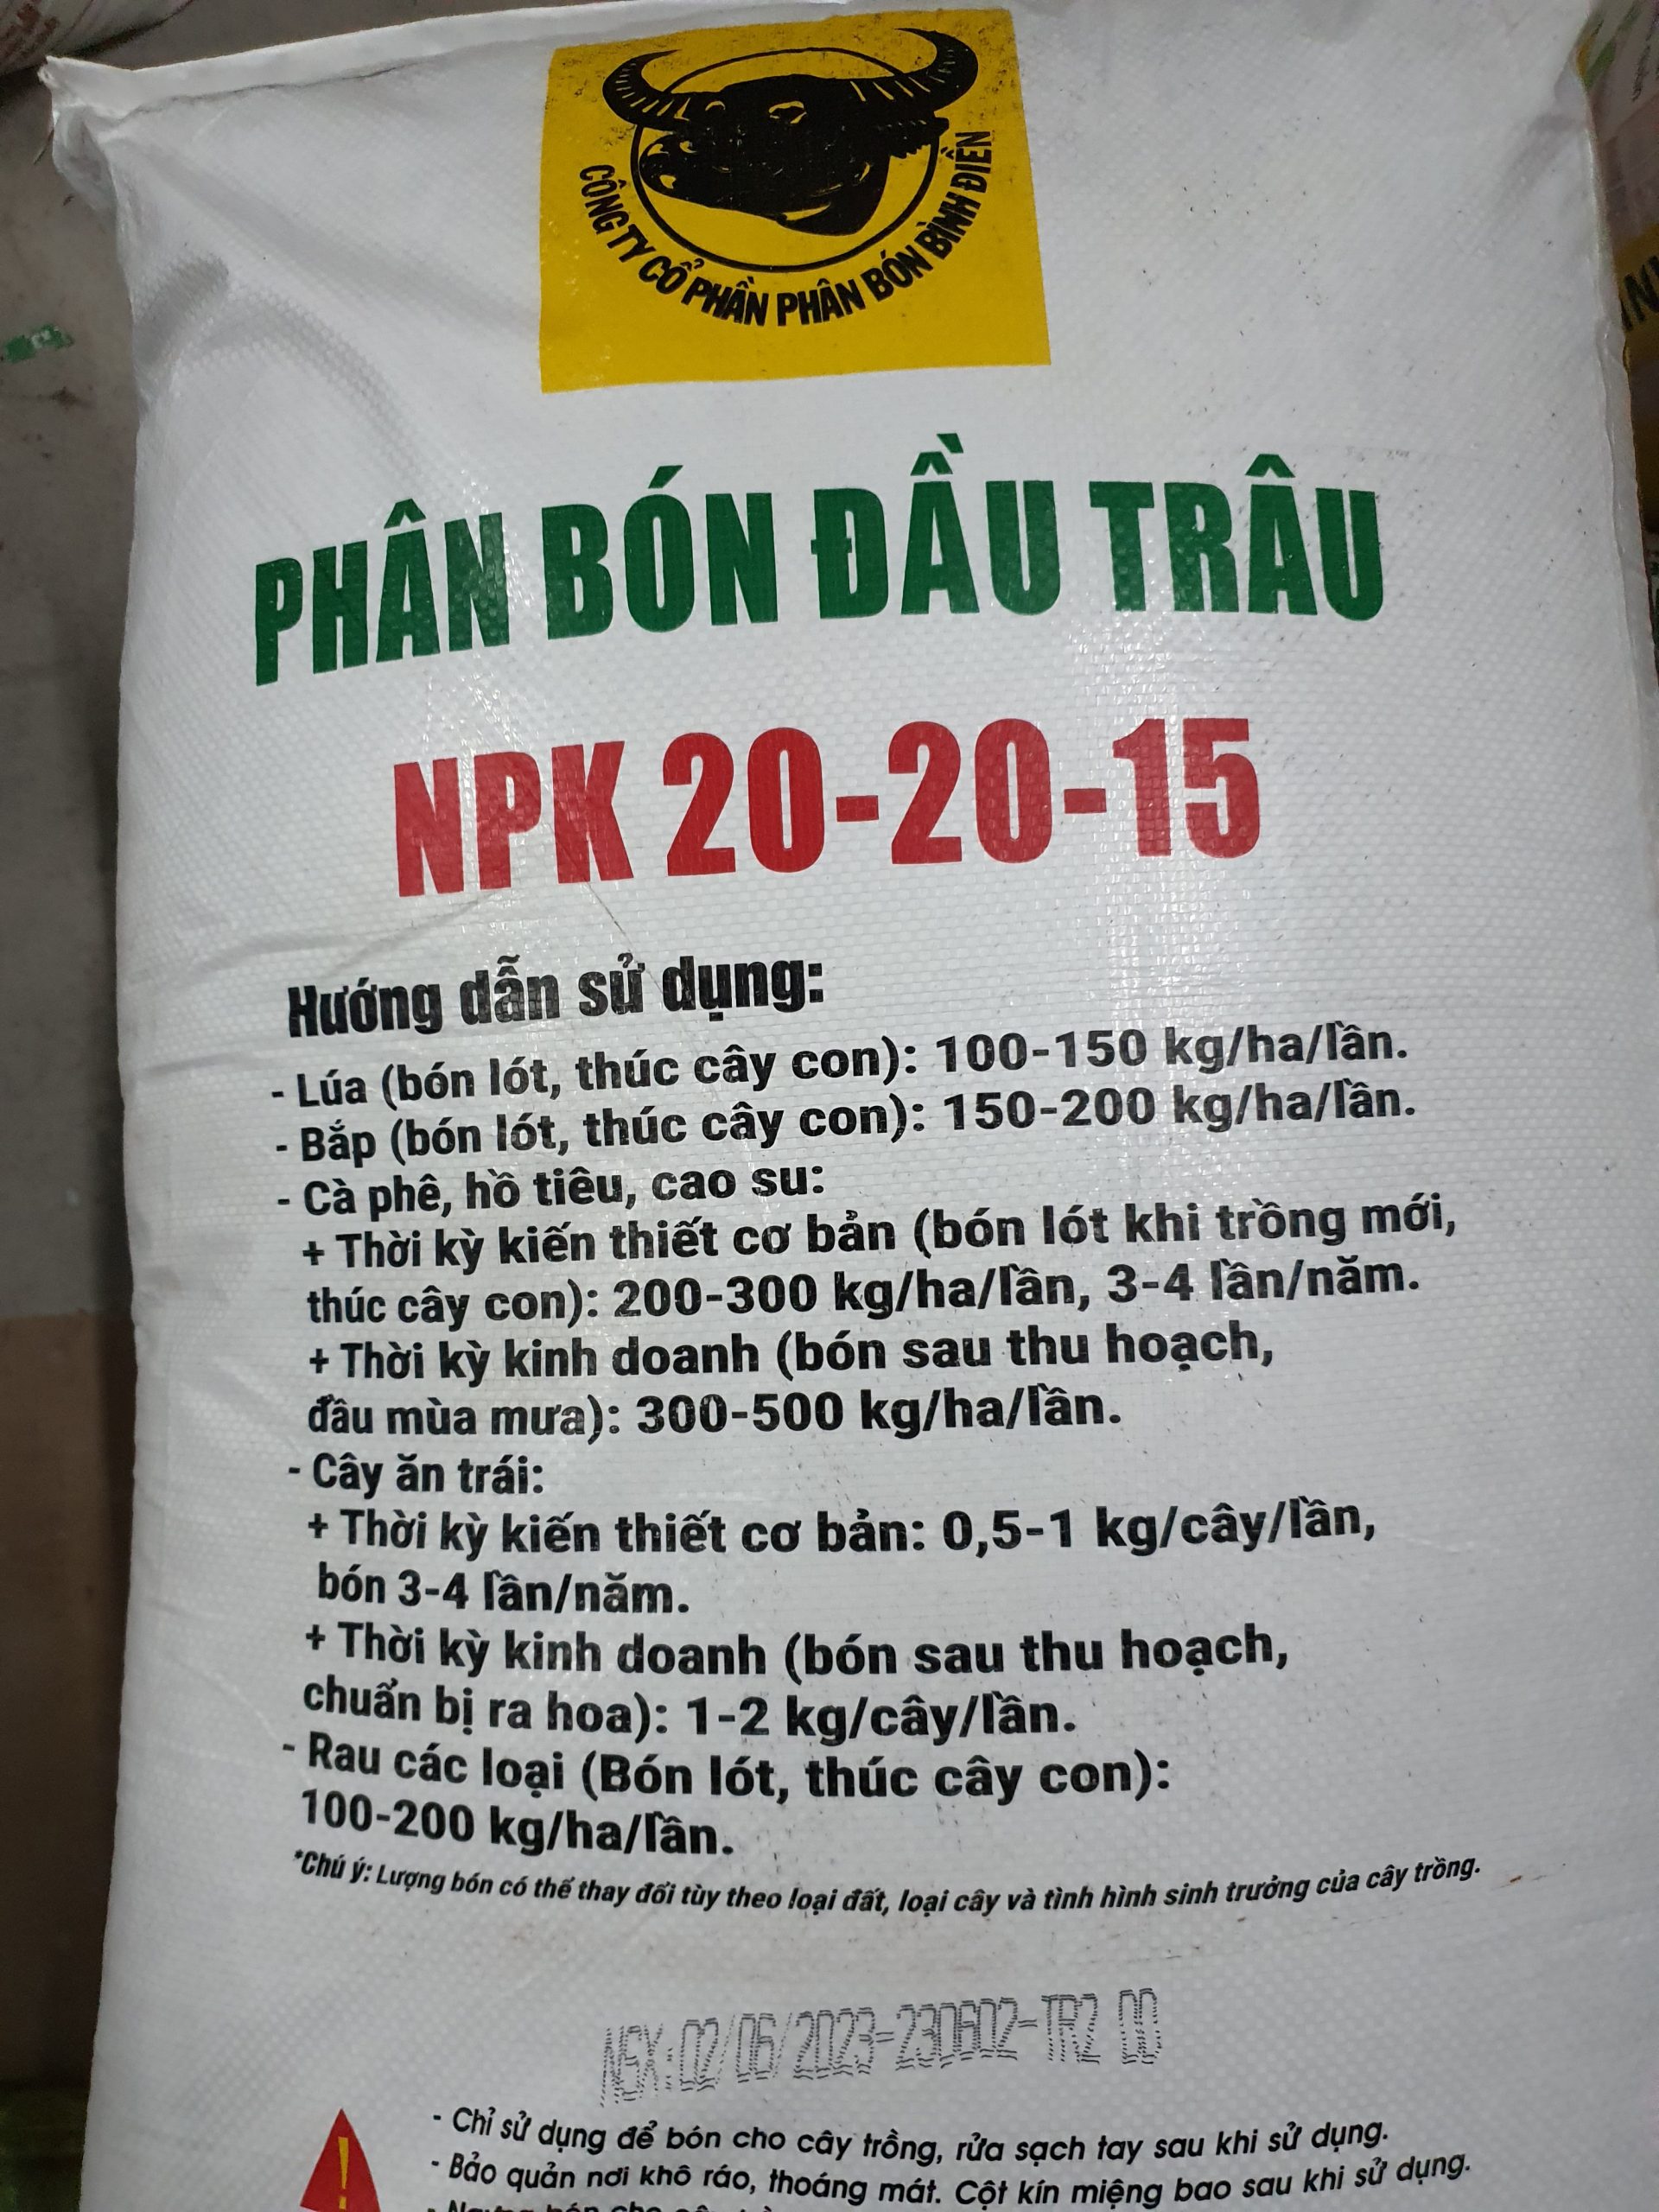 CÔNG TY CỔ PHẦN PHÂN BÓN BÌNH ĐIỀN
PHÂN BÓN ĐẦU TRÂU
NPK 20-20-15
Hướng dẫn sử dụng:
- Lúa (bón lót, thúc cây con): 100-150 kg/ha/lần.
- Bắp (bón lót, thúc cây con): 150-200 kg/ha/lần.
- Cà phê, hồ tiêu, cao su:
+ Thời kỳ kiến thiết cơ bản (bón lót khi trồng mới,
thúc cây con): 200-300 kg/ha/lần, 3-4 lần/năm.
+ Thời kỳ kinh doanh (bón sau thu hoạch,
đầu mùa mưa): 300-500 kg/ha/lần.
- Cây ăn trái:
+ Thời kỳ kiến thiết cơ bản: 0,5-1 kg/cây/lần,
bón 3-4 lần/năm.
+ Thời kỳ kinh doanh (bón sau thu hoạch,
chuẩn bị ra hoa): 1-2 kg/cây/lần.
- Rau các loại (Bón lót, thúc cây con):
100-200 kg/ha/lần.
*Chú ý: Lượng bón có thể thay đổi tùy theo loại đất, loại cây và tình hình sinh trưởng của cây trồng.
NSX:02/06/2023-230602-TR2
- Chỉ sử dụng để bón cho cây trồng, rửa sạch tay sau khi sử dụng.
- Bảo quản nơi khô ráo, thoáng mát. Cột kín miệng bao sau khi sử dụng.